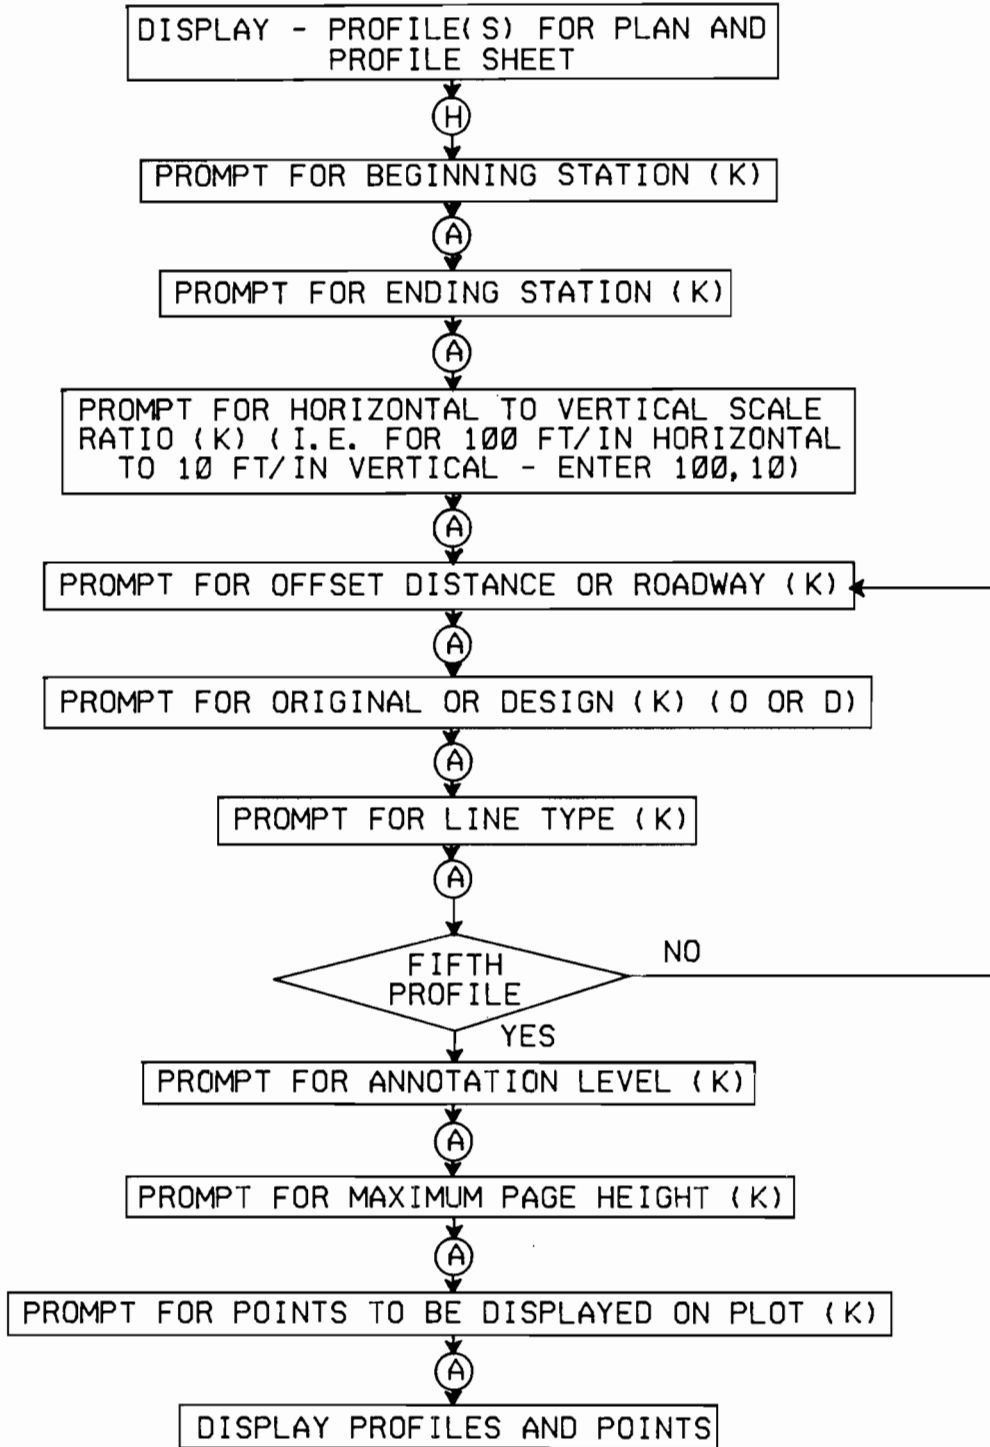 DISPLAY - PROFILE(S) FOR PLAN AND
PROFILE SHEET
H
PROMPT FOR BEGINNING STATION (K)
A
PROMPT FOR ENDING STATION (K)
A
PROMPT FOR HORIZONTAL TO VERTICAL SCALE
RATIO (K) (I.E. FOR 100 FT/IN HORIZONTAL
TO 10 FT/IN VERTICAL - ENTER 100,10)
A
PROMPT FOR OFFSET DISTANCE OR ROADWAY (K)
A
PROMPT FOR ORIGINAL OR DESIGN (K) (O OR D)
A
PROMPT FOR LINE TYPE (K)
A
FIFTH
PROFILE
NO
YES
PROMPT FOR ANNOTATION LEVEL (K)
A
PROMPT FOR MAXIMUM PAGE HEIGHT (K)
A
PROMPT FOR POINTS TO BE DISPLAYED ON PLOT (K)
A
DISPLAY PROFILES AND POINTS